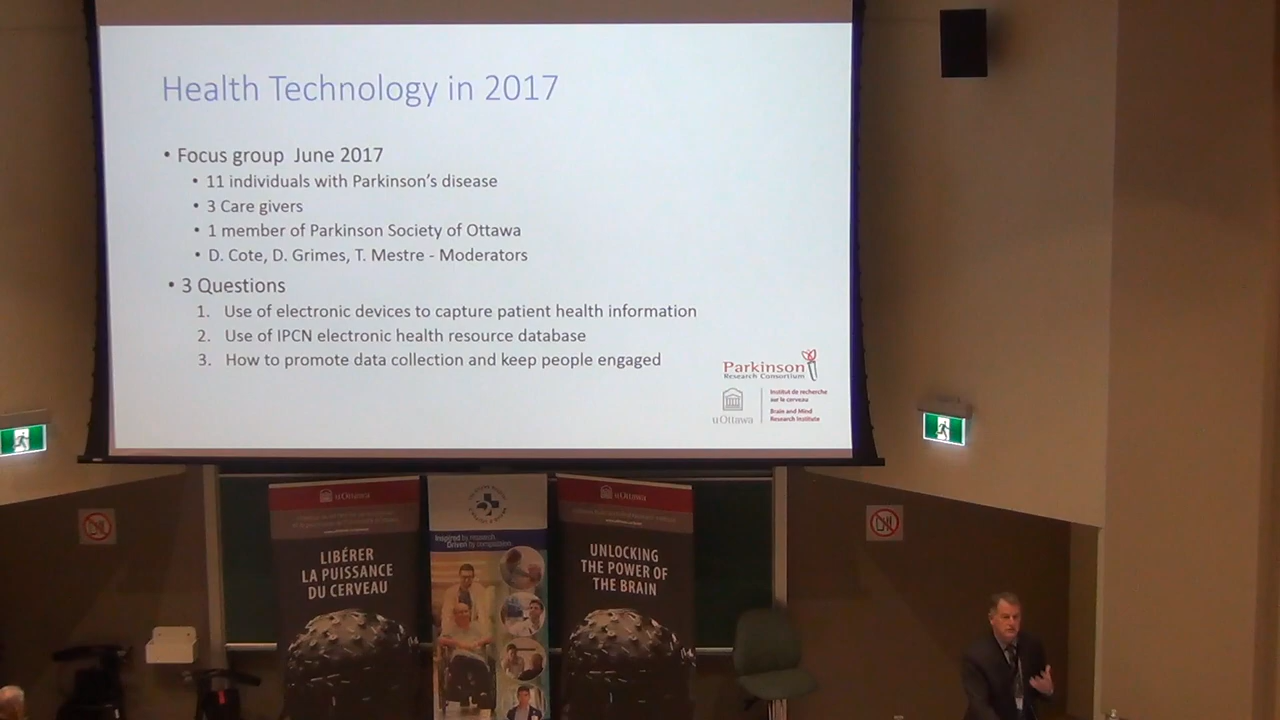 Health Technology in 2017
• Focus group June 2017
• 11 individuals with Parkinson's disease
• 3 Care givers
• 1 member of Parkinson Society of Ottawa
• D. Cote, D. Grimes, T. Mestre - Moderators
• 3 Questions
1. Use of electronic devices to capture patient health information
2. Use of IPCN electronic health resource database
3. How to promote data collection and keep people engaged
Parkinson
Research Consortium
uOttawa
Institut de recherche
sur le cerveau
Brain and Mind
Research Institute
uOttawa
LIBÉRER
LA PUISSANCE
DU CERVEAU
Inspired by research.
Driven by compassion.
uOttawa
UNLOCKING
THE POWER OF
THE BRAIN